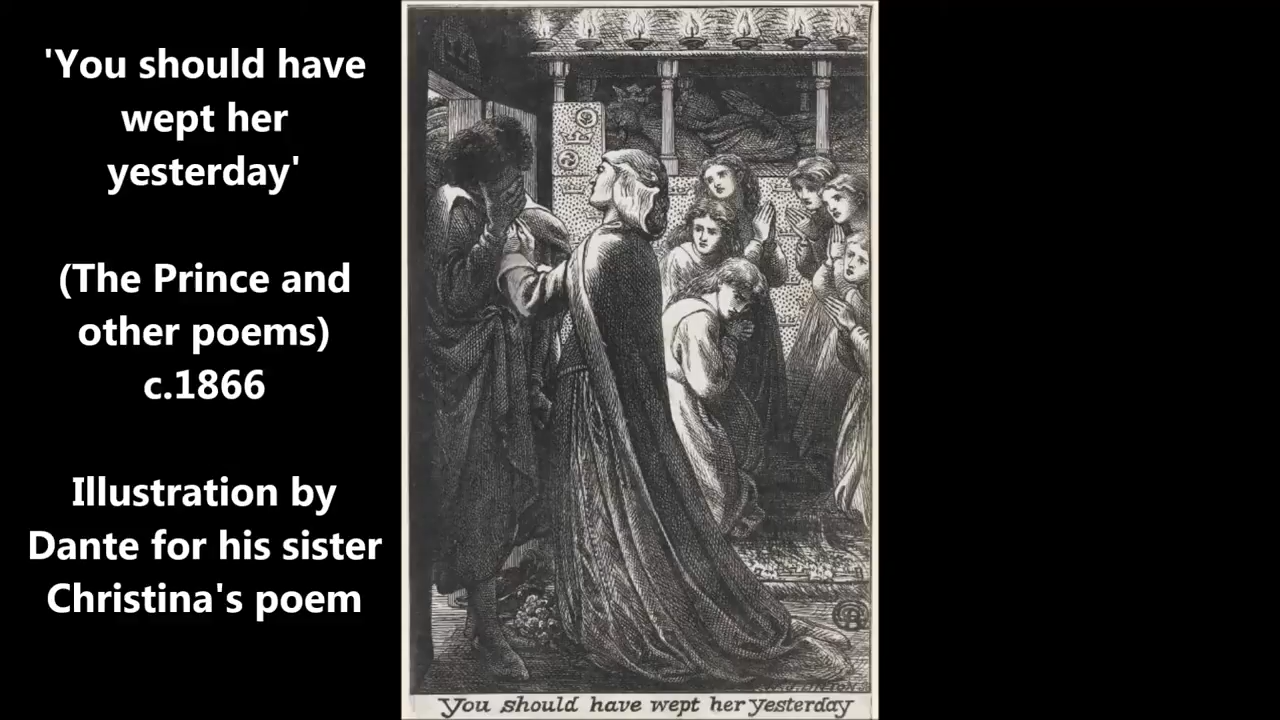 'You should have
wept her
yesterday'
(The Prince and
other poems)
c.1866
Illustration by
Dante for his sister
Christina's poem
You should have wept her yesterday